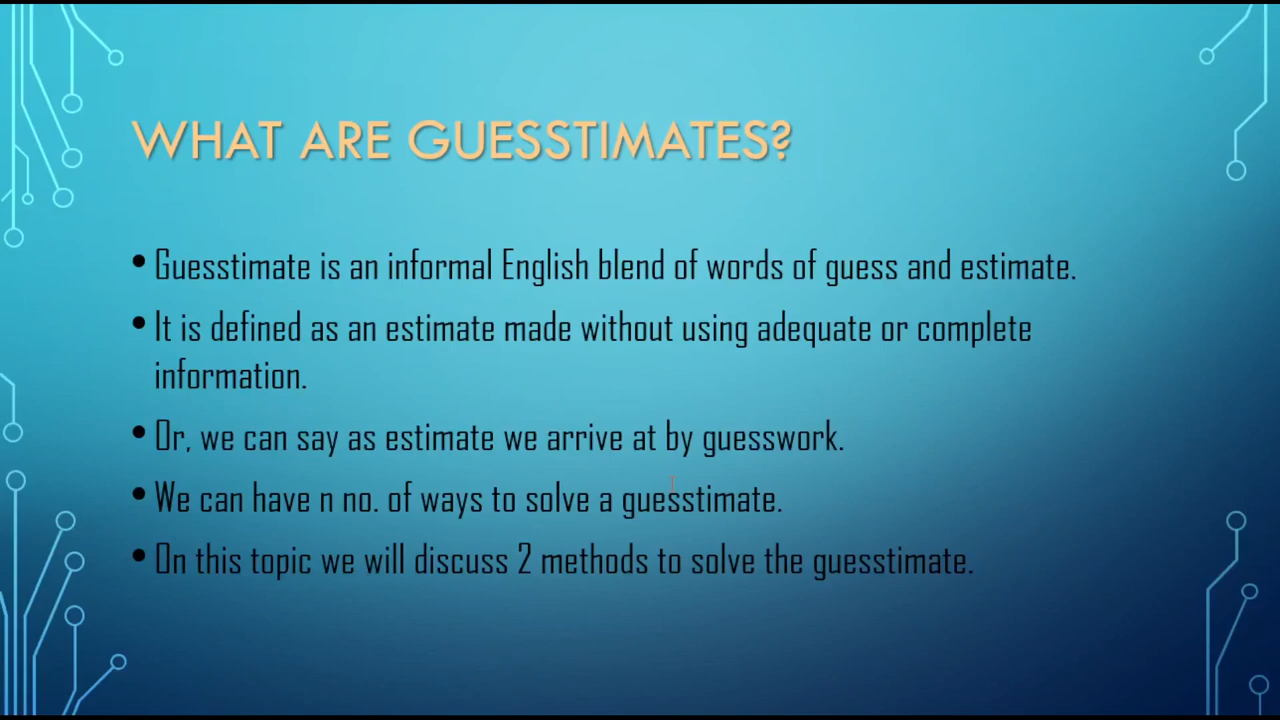 WHAT ARE GUESSTIMATES?
• Guesstimate is an informal English blend of words of guess and estimate.
• It is defined as an estimate made without using adequate or complete
information.
• Or, we can say as estimate we arrive at by guesswork.
• We can have n no. of ways to solve a guesstimate.
• On this topic we will discuss 2 methods to solve the guesstimate.